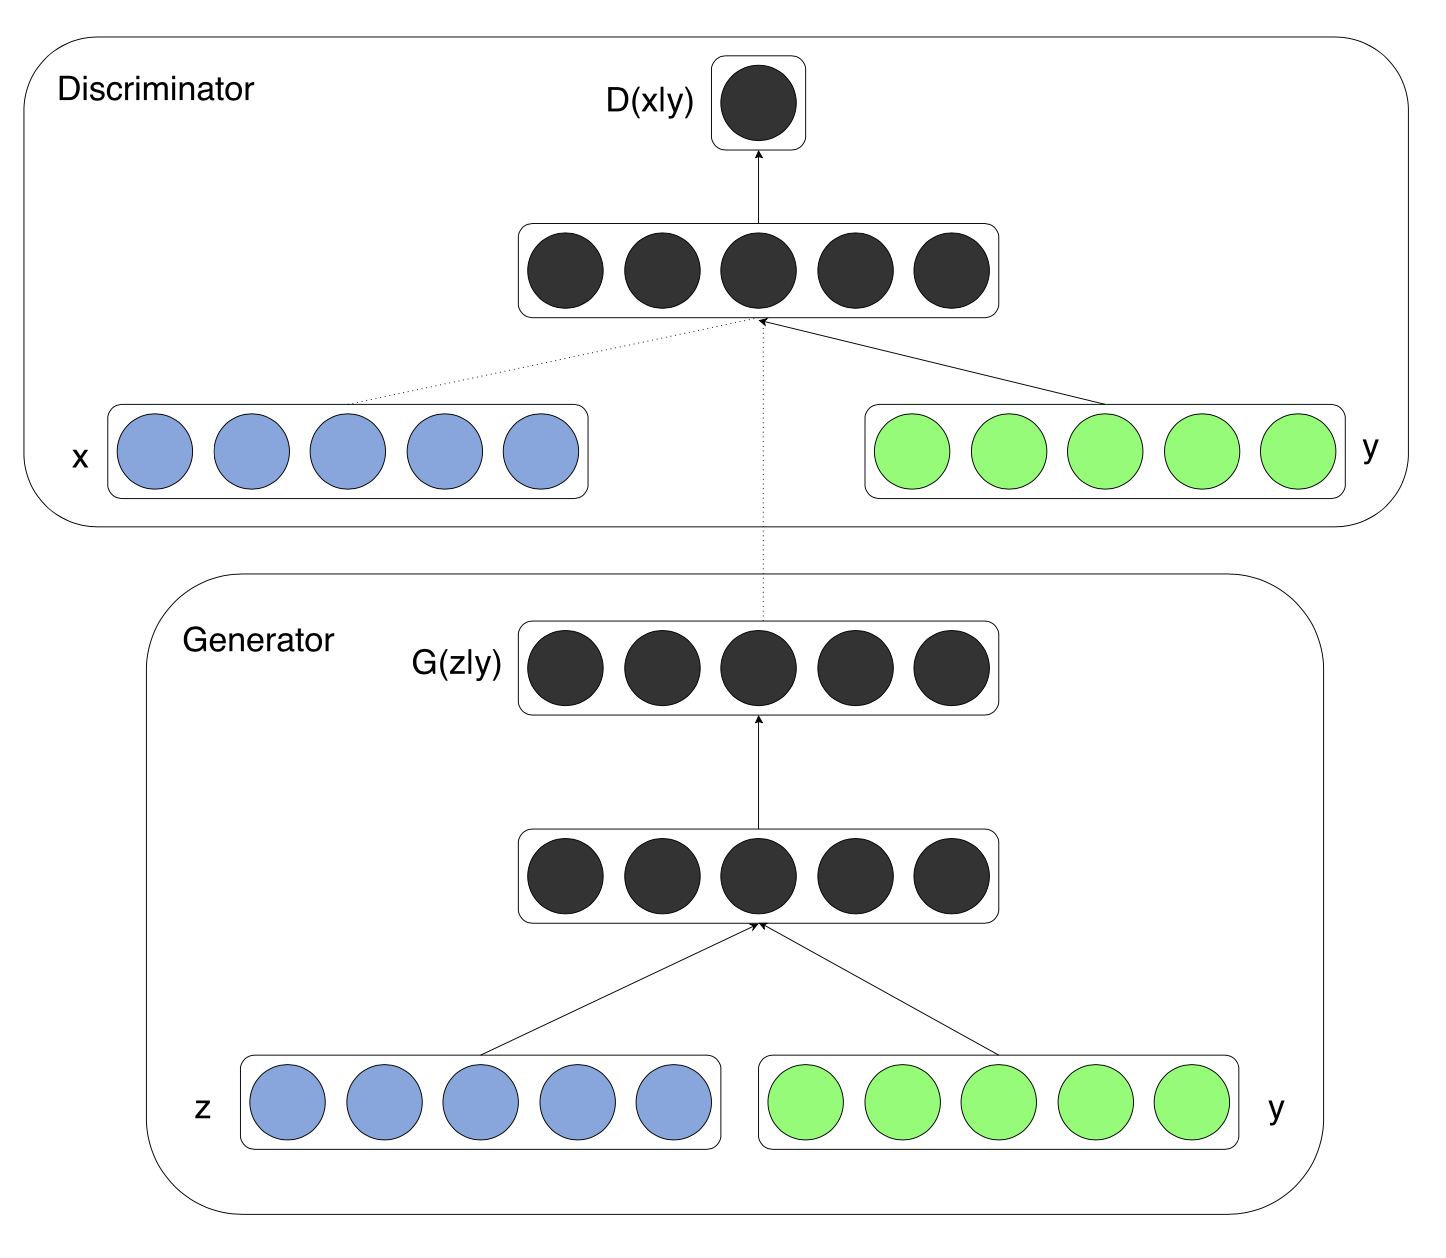 Discriminator
D(x|y)
x
y
Generator
G(z|y)
z
y